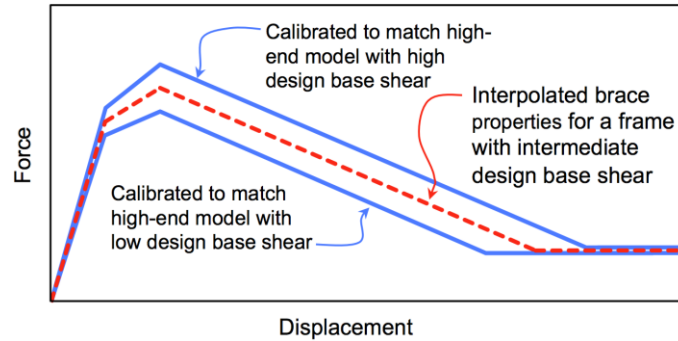 Calibrated to match high-
end model with high
design base shear
Interpolated brace
properties for a frame
with intermediate
design base shear
Force
Calibrated to match
high-end model with
low design base shear
Displacement